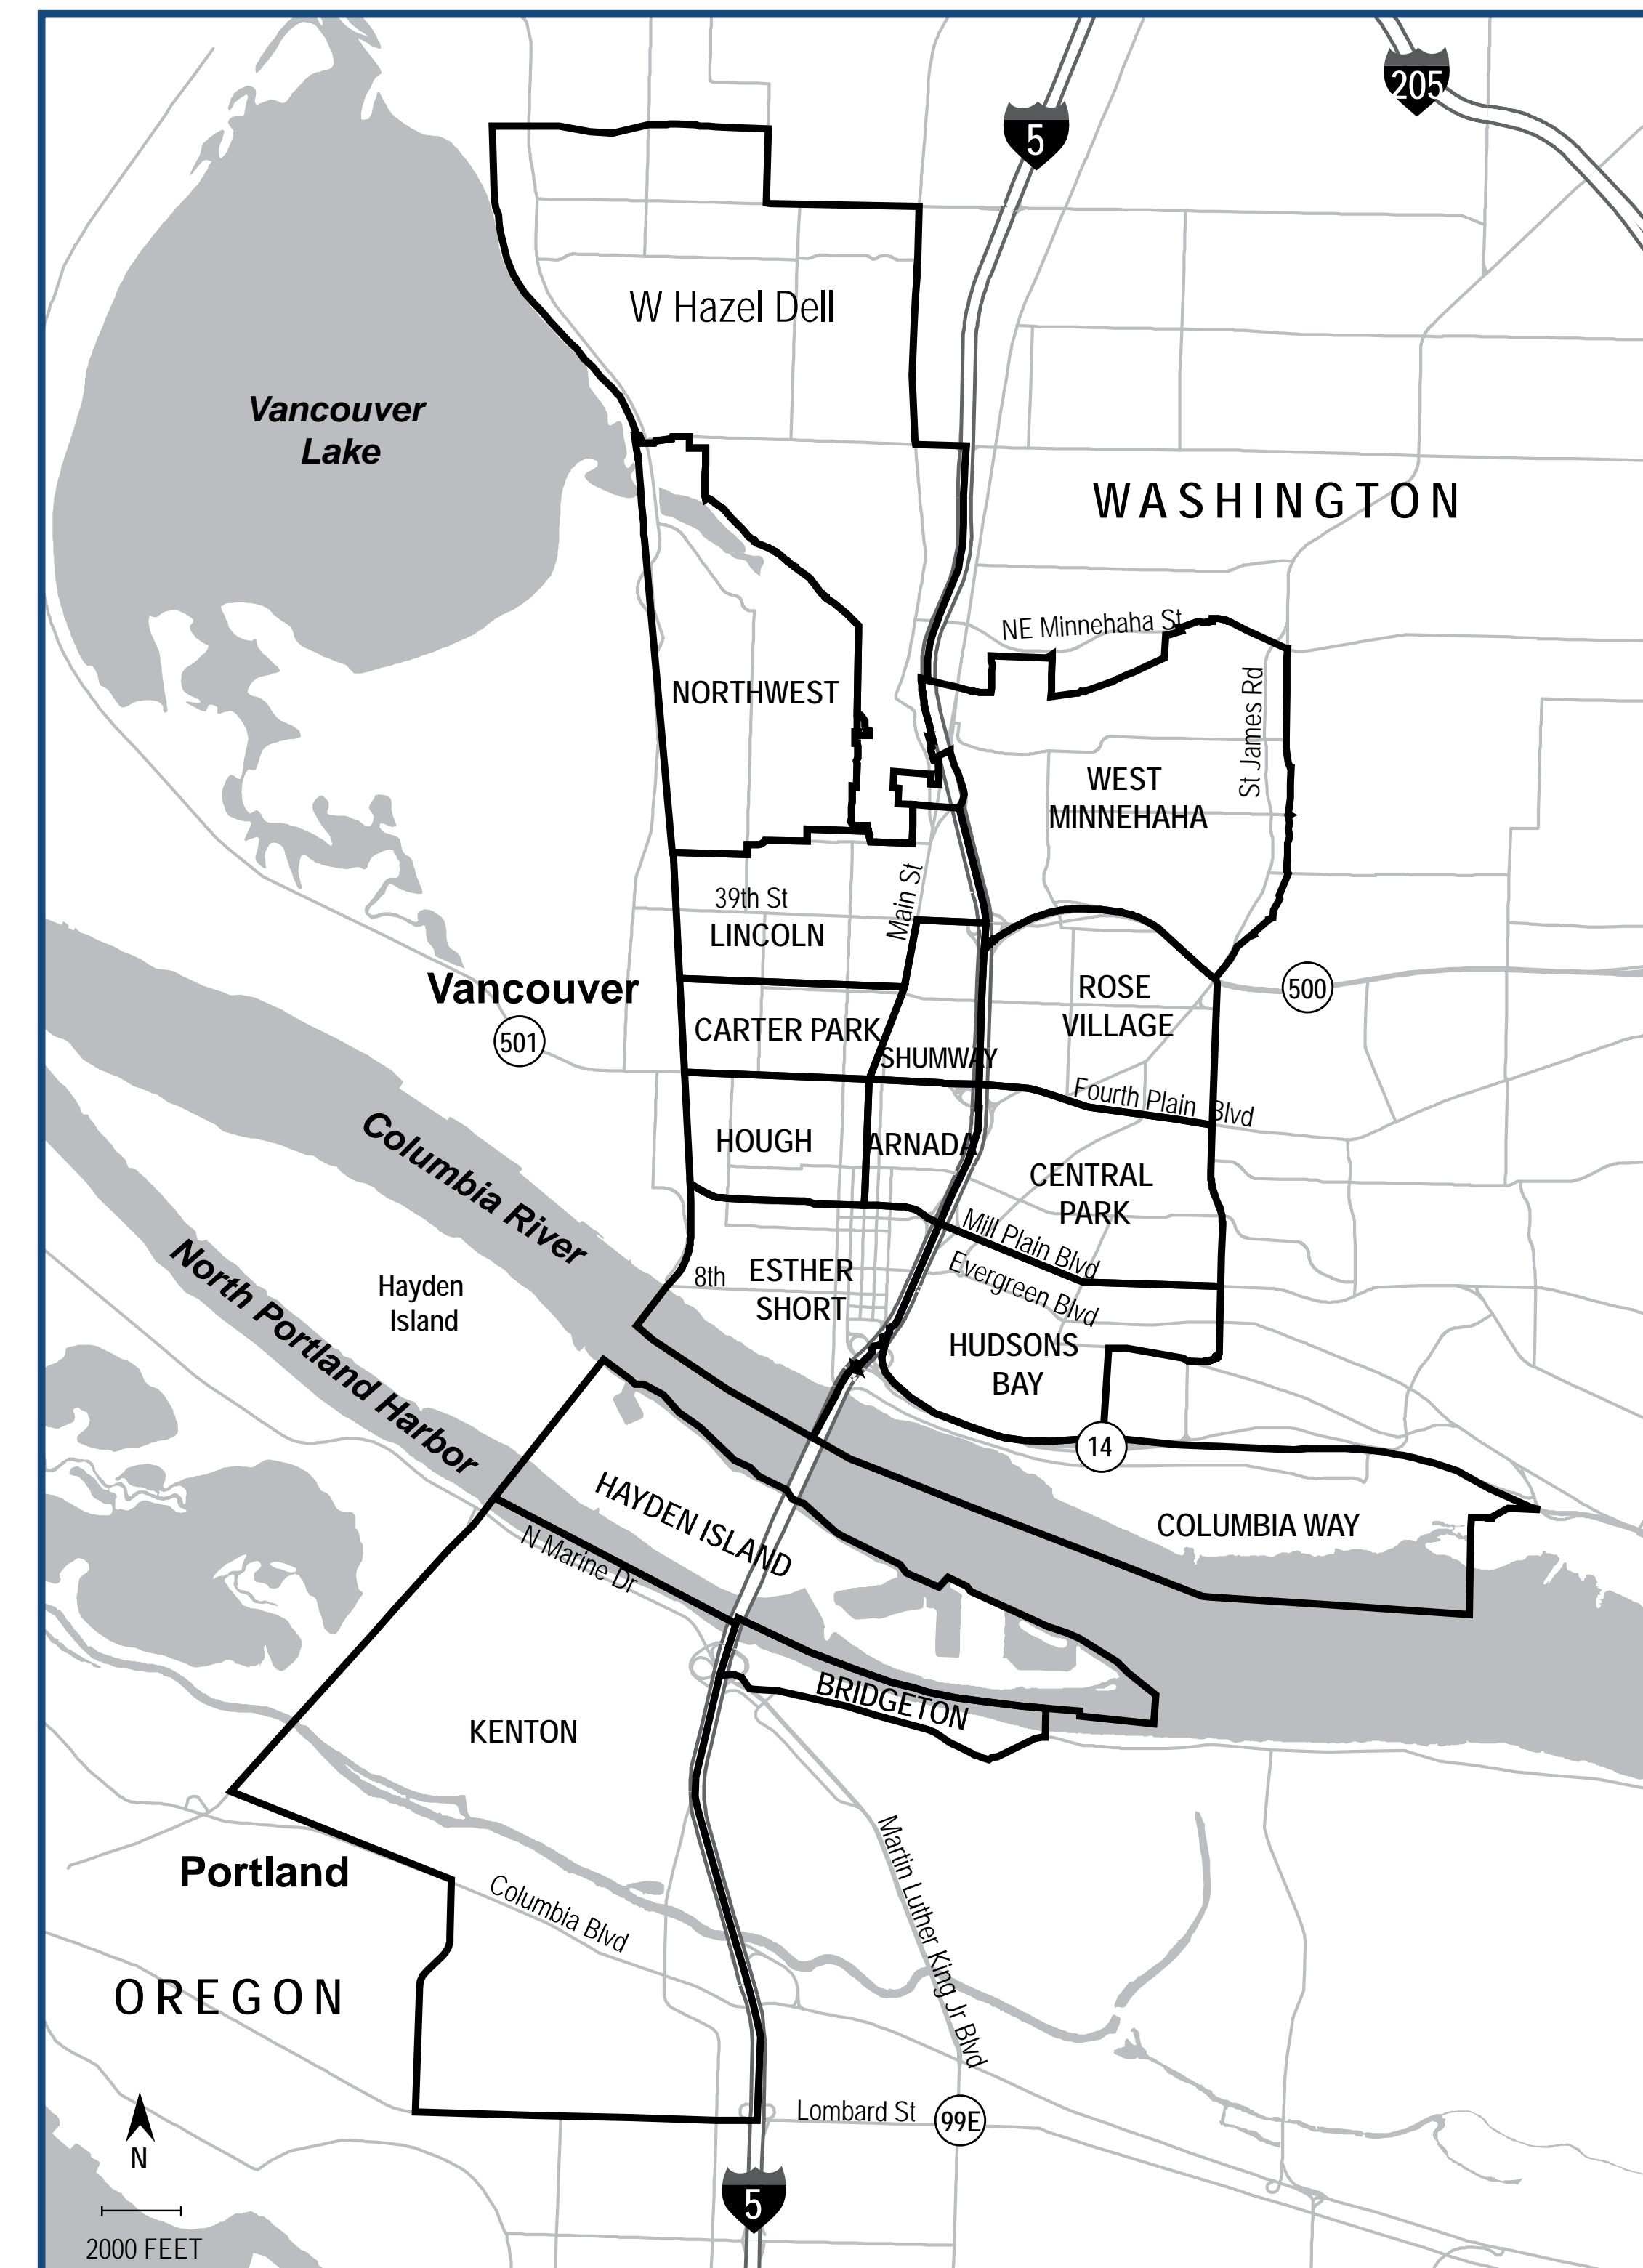 205
5
W Hazel Dell
Vancouver
Lake
WASHINGTON
NE Minnehaha St
St James Rd
NORTHWEST
WEST
MINNEHAHA
Main St
39th St
LINCOLN
Vancouver
501
ROSE
VILLAGE
500
CARTER PARK
SHUMWAY
Fourth Plain Blvd
HOUGH
ARNADA
CENTRAL
PARK
Columbia River
Mill Plain Blvd
Evergreen Blvd
8th
ESTHER
SHORT
Hayden
Island
North Portland Harbor
HUDSONS
BAY
14
HAYDEN ISLAND
COLUMBIA WAY
N Marine Dr
BRIDGETON
KENTON
Martin Luther King Jr Blvd
Portland
Columbia Blvd
OREGON
N
Lombard St
99E
5
2000 FEET